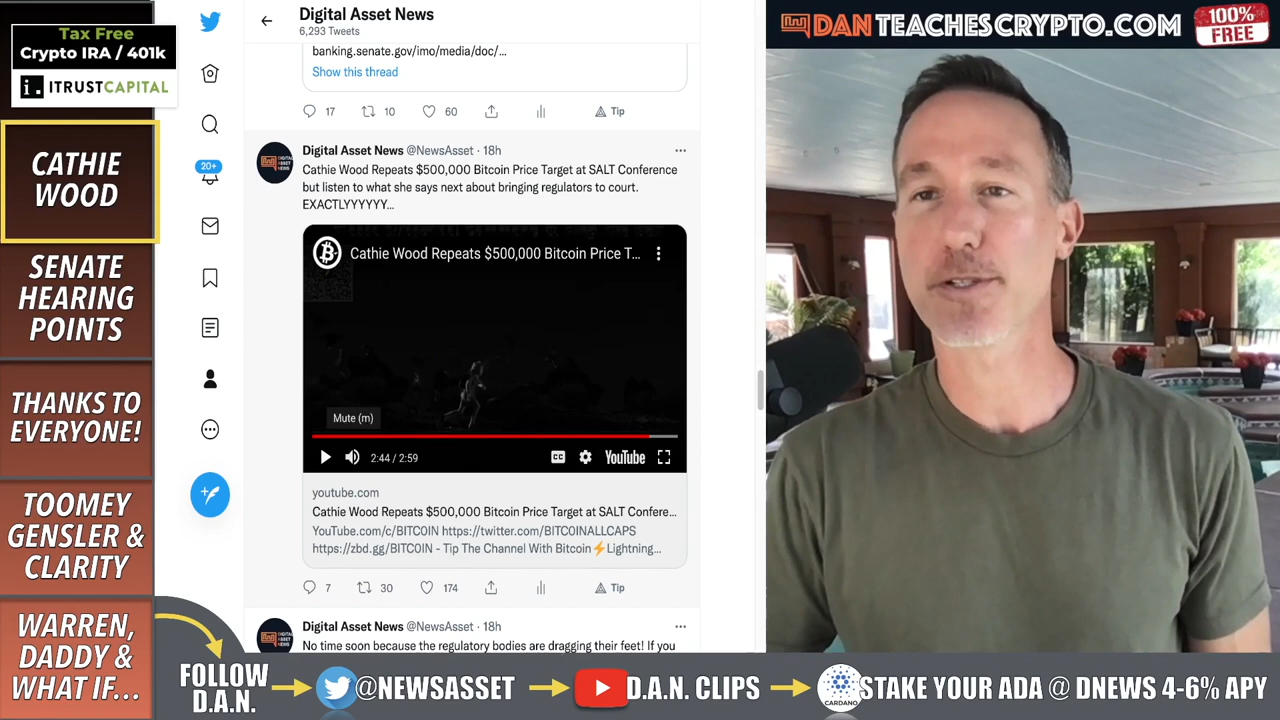 Tax Free
Crypto IRA / 401k
i. ITRUSTCAPITAL
CATHIE
WOOD
SENATE
HEARING
POINTS
THANKS TO
EVERYONE!
TOOMEY
GENSLER &
CLARITY
WARREN,
DADDY &
WHAT IF...
20+
Digital Asset News
6,293 Tweets
banking.senate.gov/imo/media/doc/...
Show this thread
17 10 60 Tip
Digital Asset News @NewsAsset · 18h
Cathie Wood Repeats $500,000 Bitcoin Price Target at SALT Conference
but listen to what she says next about bringing regulators to court.
EXACTLYYYYYY...
Cathie Wood Repeats $500,000 Bitcoin Price T...
Mute (m)
2:44 / 2:59 CC YouTube
youtube.com
Cathie Wood Repeats $500,000 Bitcoin Price Target at SALT Confere...
YouTube.com/c/BITCOIN https://twitter.com/BITCOINALLCAPS
https://zbd.gg/BITCOIN - Tip The Channel With Bitcoin⚡Lightning...
7 30 174 Tip
Digital Asset News @NewsAsset · 18h
No time soon because the regulatory bodies are dragging their feet! If you
DANTEACHESCRYPTO.COM
100%
FREE
FOLLOW
D.A.N.
@NEWSASSET
D.A.N. CLIPS
CARDANO
STAKE YOUR ADA @ DNEWS 4-6% APY